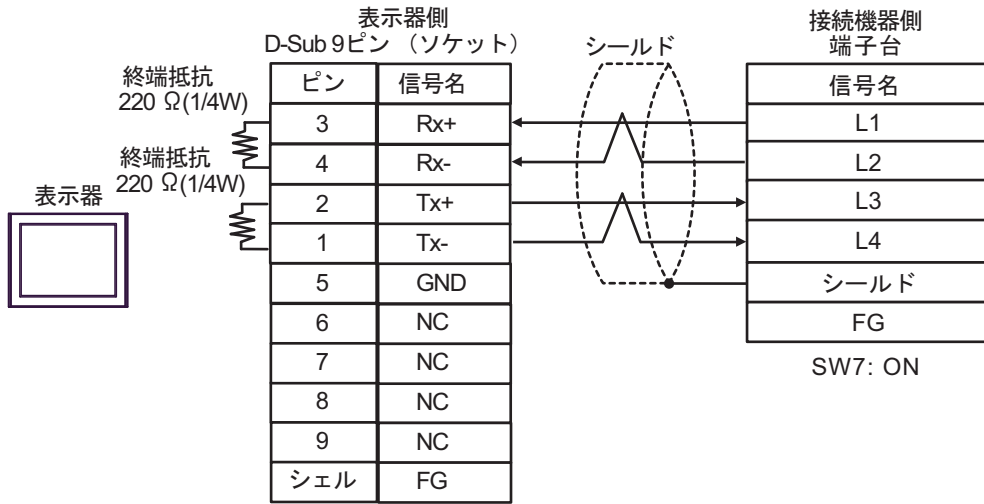 表示器側
D-Sub 9ピン （ソケット）
シールド
接続機器側
端子台
終端抵抗
220 Ω(1/4W)
終端抵抗
220 Ω(1/4W)
表示器
ピン 信号名
3 Rx+
4 Rx-
2 Tx+
1 Tx-
5 GND
6 NC
7 NC
8 NC
9 NC
シェル FG
信号名
L1
L2
L3
L4
シールド
FG
SW7: ON